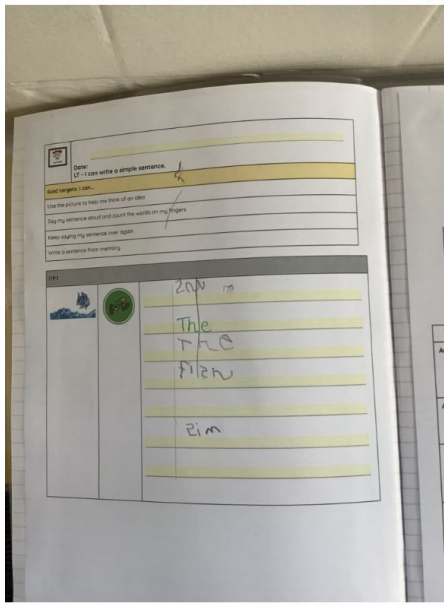 Date:
LT - I can write a simple sentence.
Gold targets: I can...
Use the picture to help me think of an idea
Say my sentence aloud and count the words on my fingers
Keep saying my sentence over again
Write a sentence from memory
The
The
zim